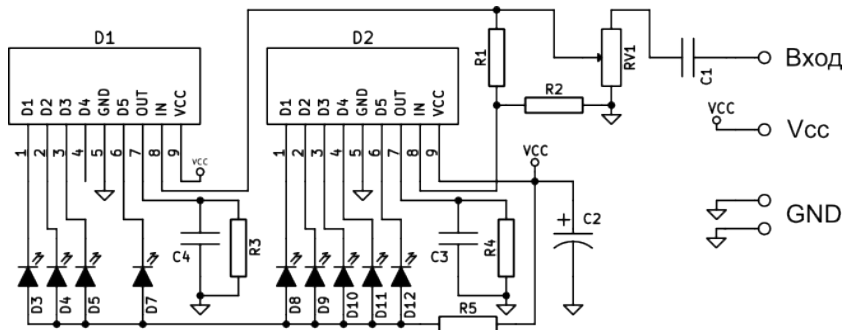 D1
D1 D2 D3 D4 GND D5 OUT IN VCC
1 2 3 4 5 6 7 8 9
VCC
D2
D1 D2 D3 D4 GND D5 OUT IN VCC
1 2 3 4 5 6 7 8 9
VCC
R1
R2
RV1
C1
Вход
VCC
Vcc
GND
C4
R3
C3
R4
+
C2
D3 D4 D5 D7
D8 D9 D10 D11 D12
R5